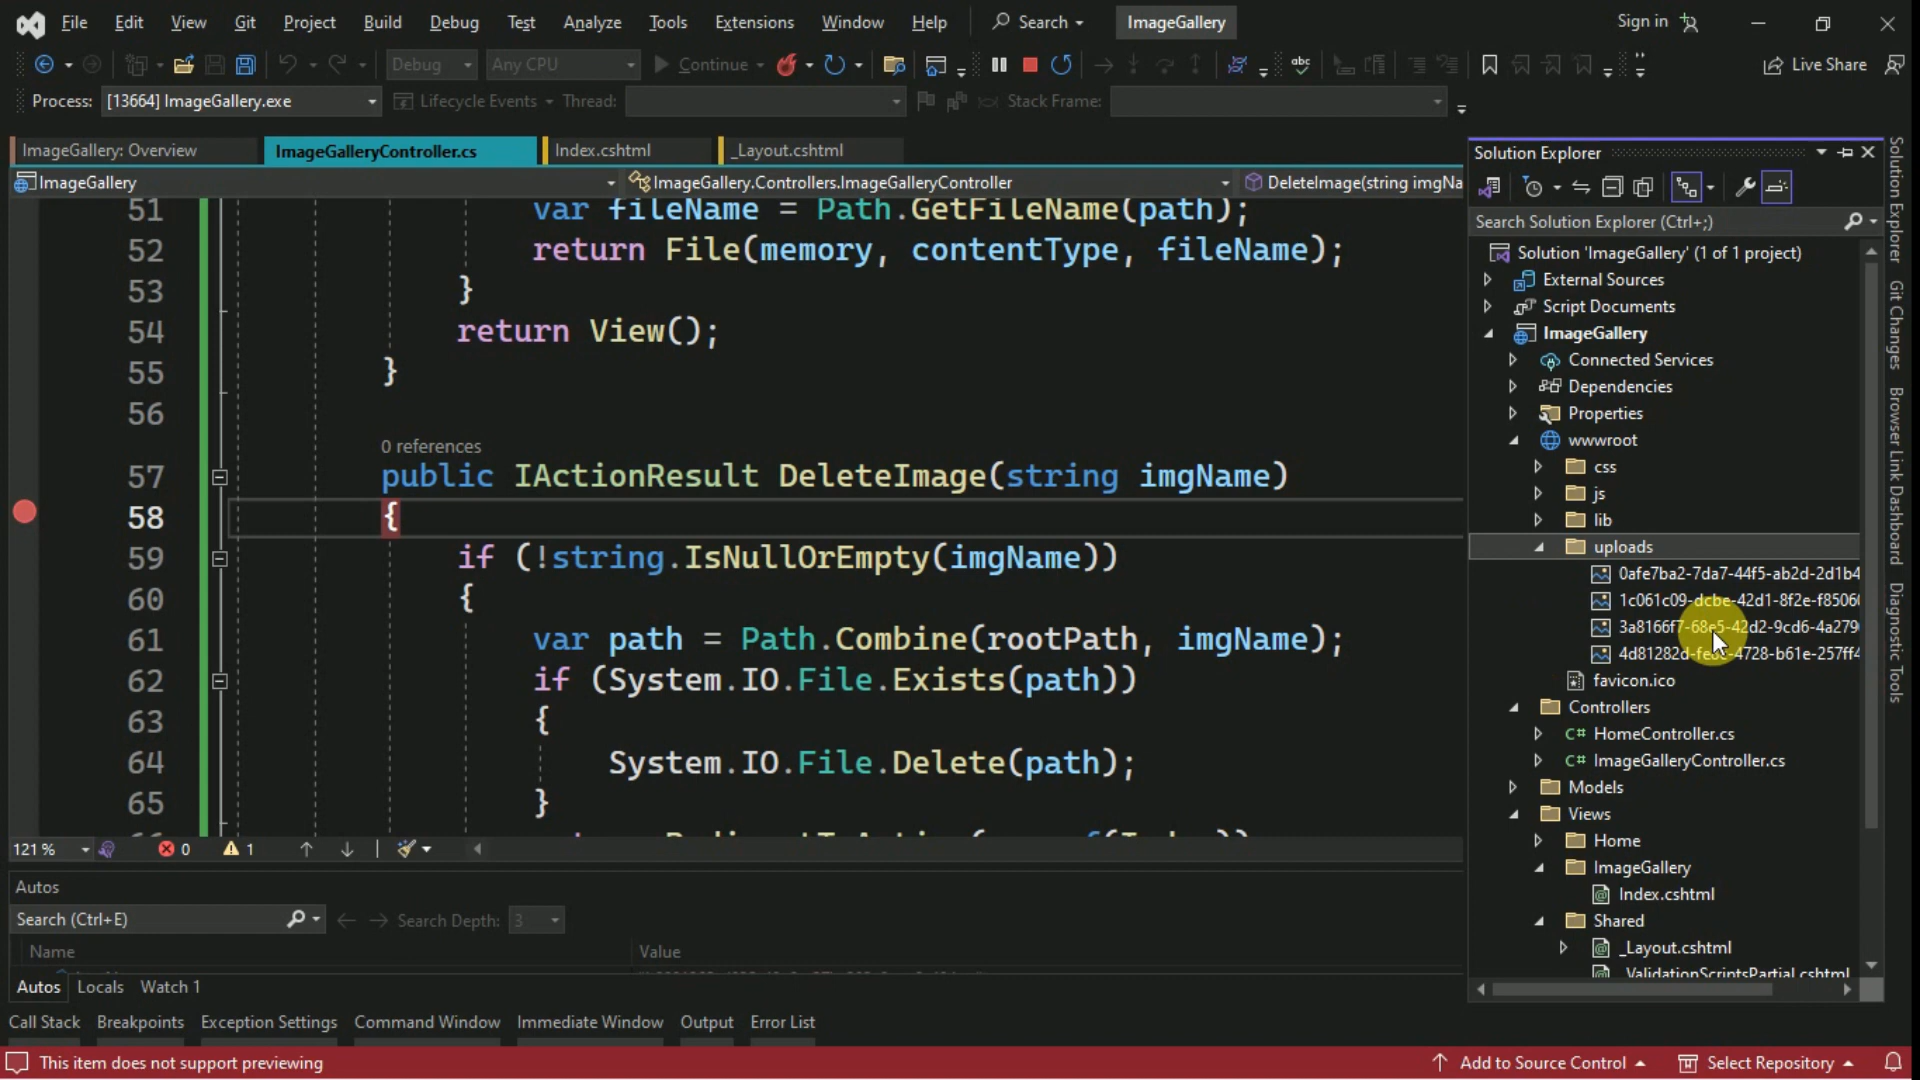 File Edit View Git Project Build Debug Test Analyze Tools Extensions Window Help Search ImageGallery Sign in
Debug Any CPU Continue Live Share
Process: [13664] ImageGallery.exe Lifecycle Events Thread: Stack Frame:
ImageGallery: Overview ImageGalleryController.cs Index.cshtml _Layout.cshtml
ImageGallery ImageGallery.Controllers.ImageGalleryController DeleteImage(string imgNa
51 var fileName = Path.GetFileName(path);
52 return File(memory, contentType, fileName);
53 }
54 return View();
55 }
56
0 references
57 public IActionResult DeleteImage(string imgName)
58 {
59 if (!string.IsNullOrEmpty(imgName))
60 {
61 var path = Path.Combine(rootPath, imgName);
62 if (System.IO.File.Exists(path))
63 {
64 System.IO.File.Delete(path);
65 }
121 % 0 1
Autos
Search (Ctrl+E) Search Depth: 3
Name Value
Autos Locals Watch 1
Call Stack Breakpoints Exception Settings Command Window Immediate Window Output Error List
This item does not support previewing Add to Source Control Select Repository
Solution Explorer
Search Solution Explorer (Ctrl+;)
Solution 'ImageGallery' (1 of 1 project)
External Sources
Script Documents
ImageGallery
Connected Services
Dependencies
Properties
wwwroot
css
js
lib
uploads
0afe7ba2-7da7-44f5-ab2d-2d1b4
1c061c09-dcbe-42d1-8f2e-f8506
3a8166f7-68e5-42d2-9cd6-4a279
4728-b61e-257ff4
favicon.ico
Controllers
C# HomeController.cs
C# ImageGalleryController.cs
Models
Views
Home
ImageGallery
Index.cshtml
Shared
_Layout.cshtml
_ValidationScriptsPartial.cshtml
Solution Explorer
Git Changes
Browser Link Dashboard
Diagnostic Tools